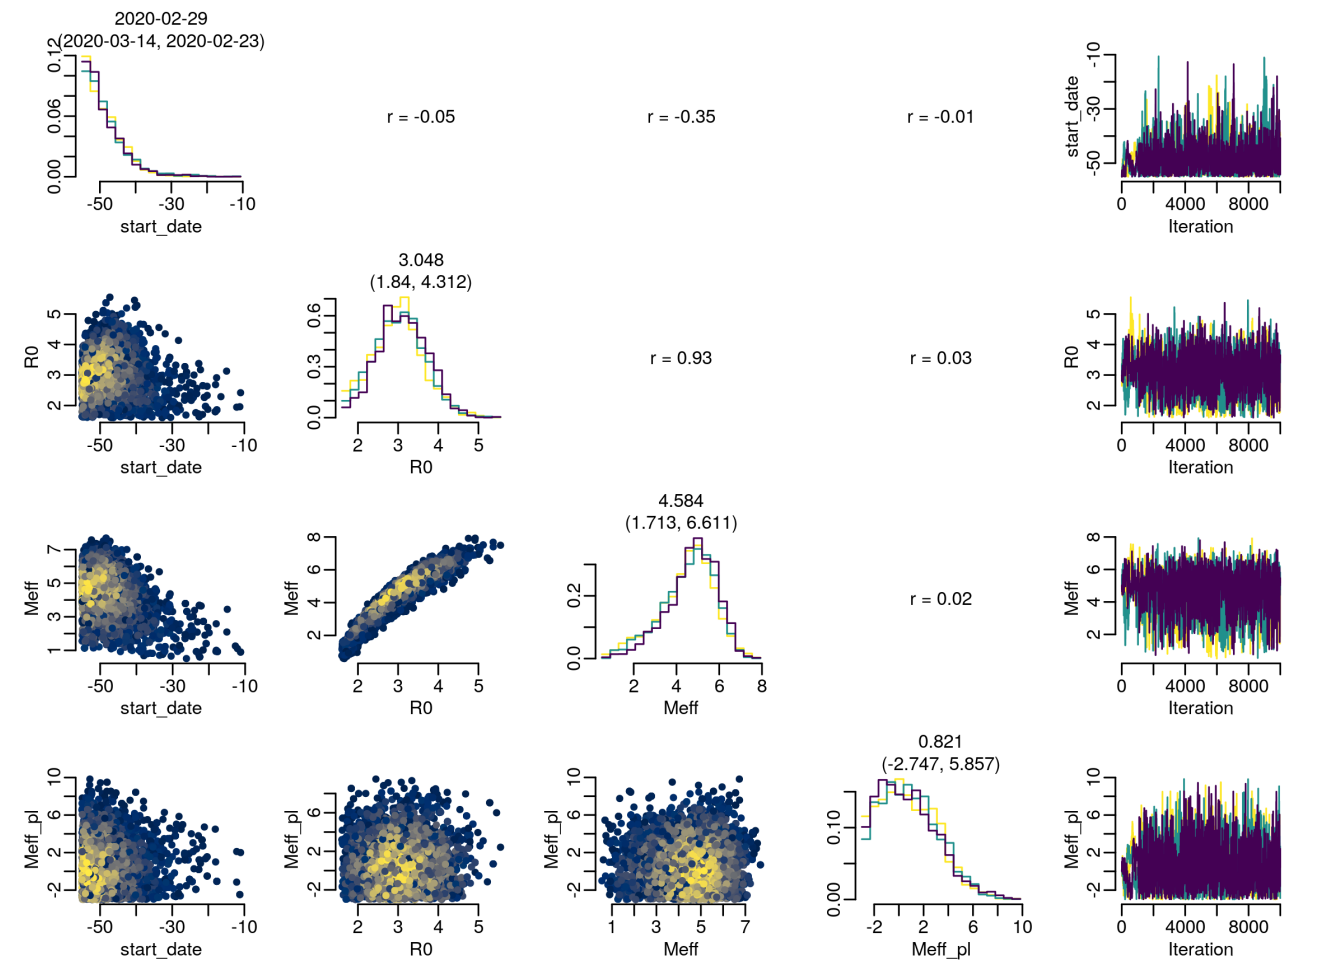 2020-02-29
(2020-03-14, 2020-02-23)
0.00 0.06 0.12
-50 -30 -10
start_date
r = -0.05
r = -0.35
r = -0.01
start_date
-50 -30 -10
0 4000 8000
Iteration
R0
2 3 4 5
-50 -30 -10
start_date
3.048
(1.84, 4.312)
0.0 0.3 0.6
2 3 4 5
R0
r = 0.93
r = 0.03
R0
2 3 4 5
0 4000 8000
Iteration
Meff
1 3 5 7
-50 -30 -10
start_date
Meff
2 4 6 8
2 3 4 5
R0
4.584
(1.713, 6.611)
0.0 0.2
2 4 6 8
Meff
r = 0.02
Meff
2 4 6 8
0 4000 8000
Iteration
Meff_pl
-2 2 6 10
-50 -30 -10
start_date
Meff_pl
-2 2 6
2 3 4 5
R0
Meff_pl
-2 2 6 10
1 3 5 7
Meff
0.821
(-2.747, 5.857)
0.00 0.10
-2 2 6 10
Meff_pl
Meff_pl
-2 2 6 10
0 4000 8000
Iteration